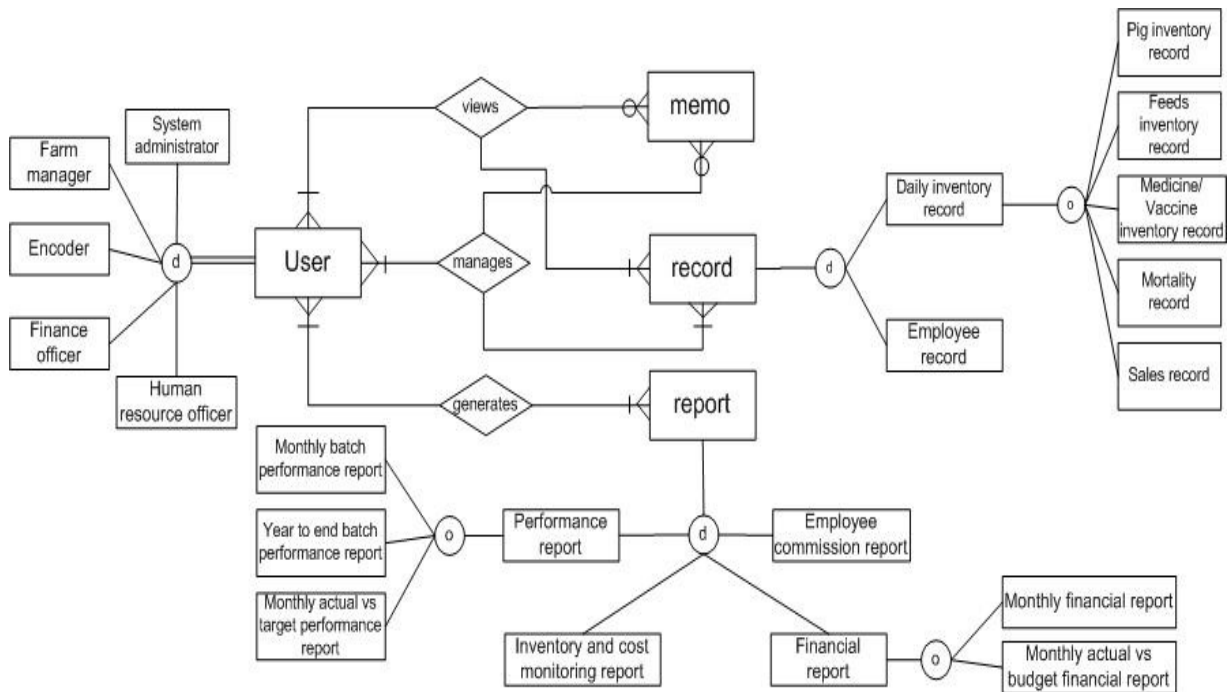 Pig inventory
record
views
memo
System
administrator
Feeds
inventory
record
Farm
manager
Daily inventory
record
Medicine/
Vaccine
inventory record
o
Encoder
d
User
manages
record
d
Mortality
record
Finance
officer
Employee
record
Sales record
Human
resource officer
generates
report
Monthly batch
performance report
Year to end batch
performance report
o
Performance
report
d
Employee
commission report
Monthly actual vs
target performance
report
Inventory and cost
monitoring report
Financial
report
o
Monthly financial report
Monthly actual vs
budget financial report